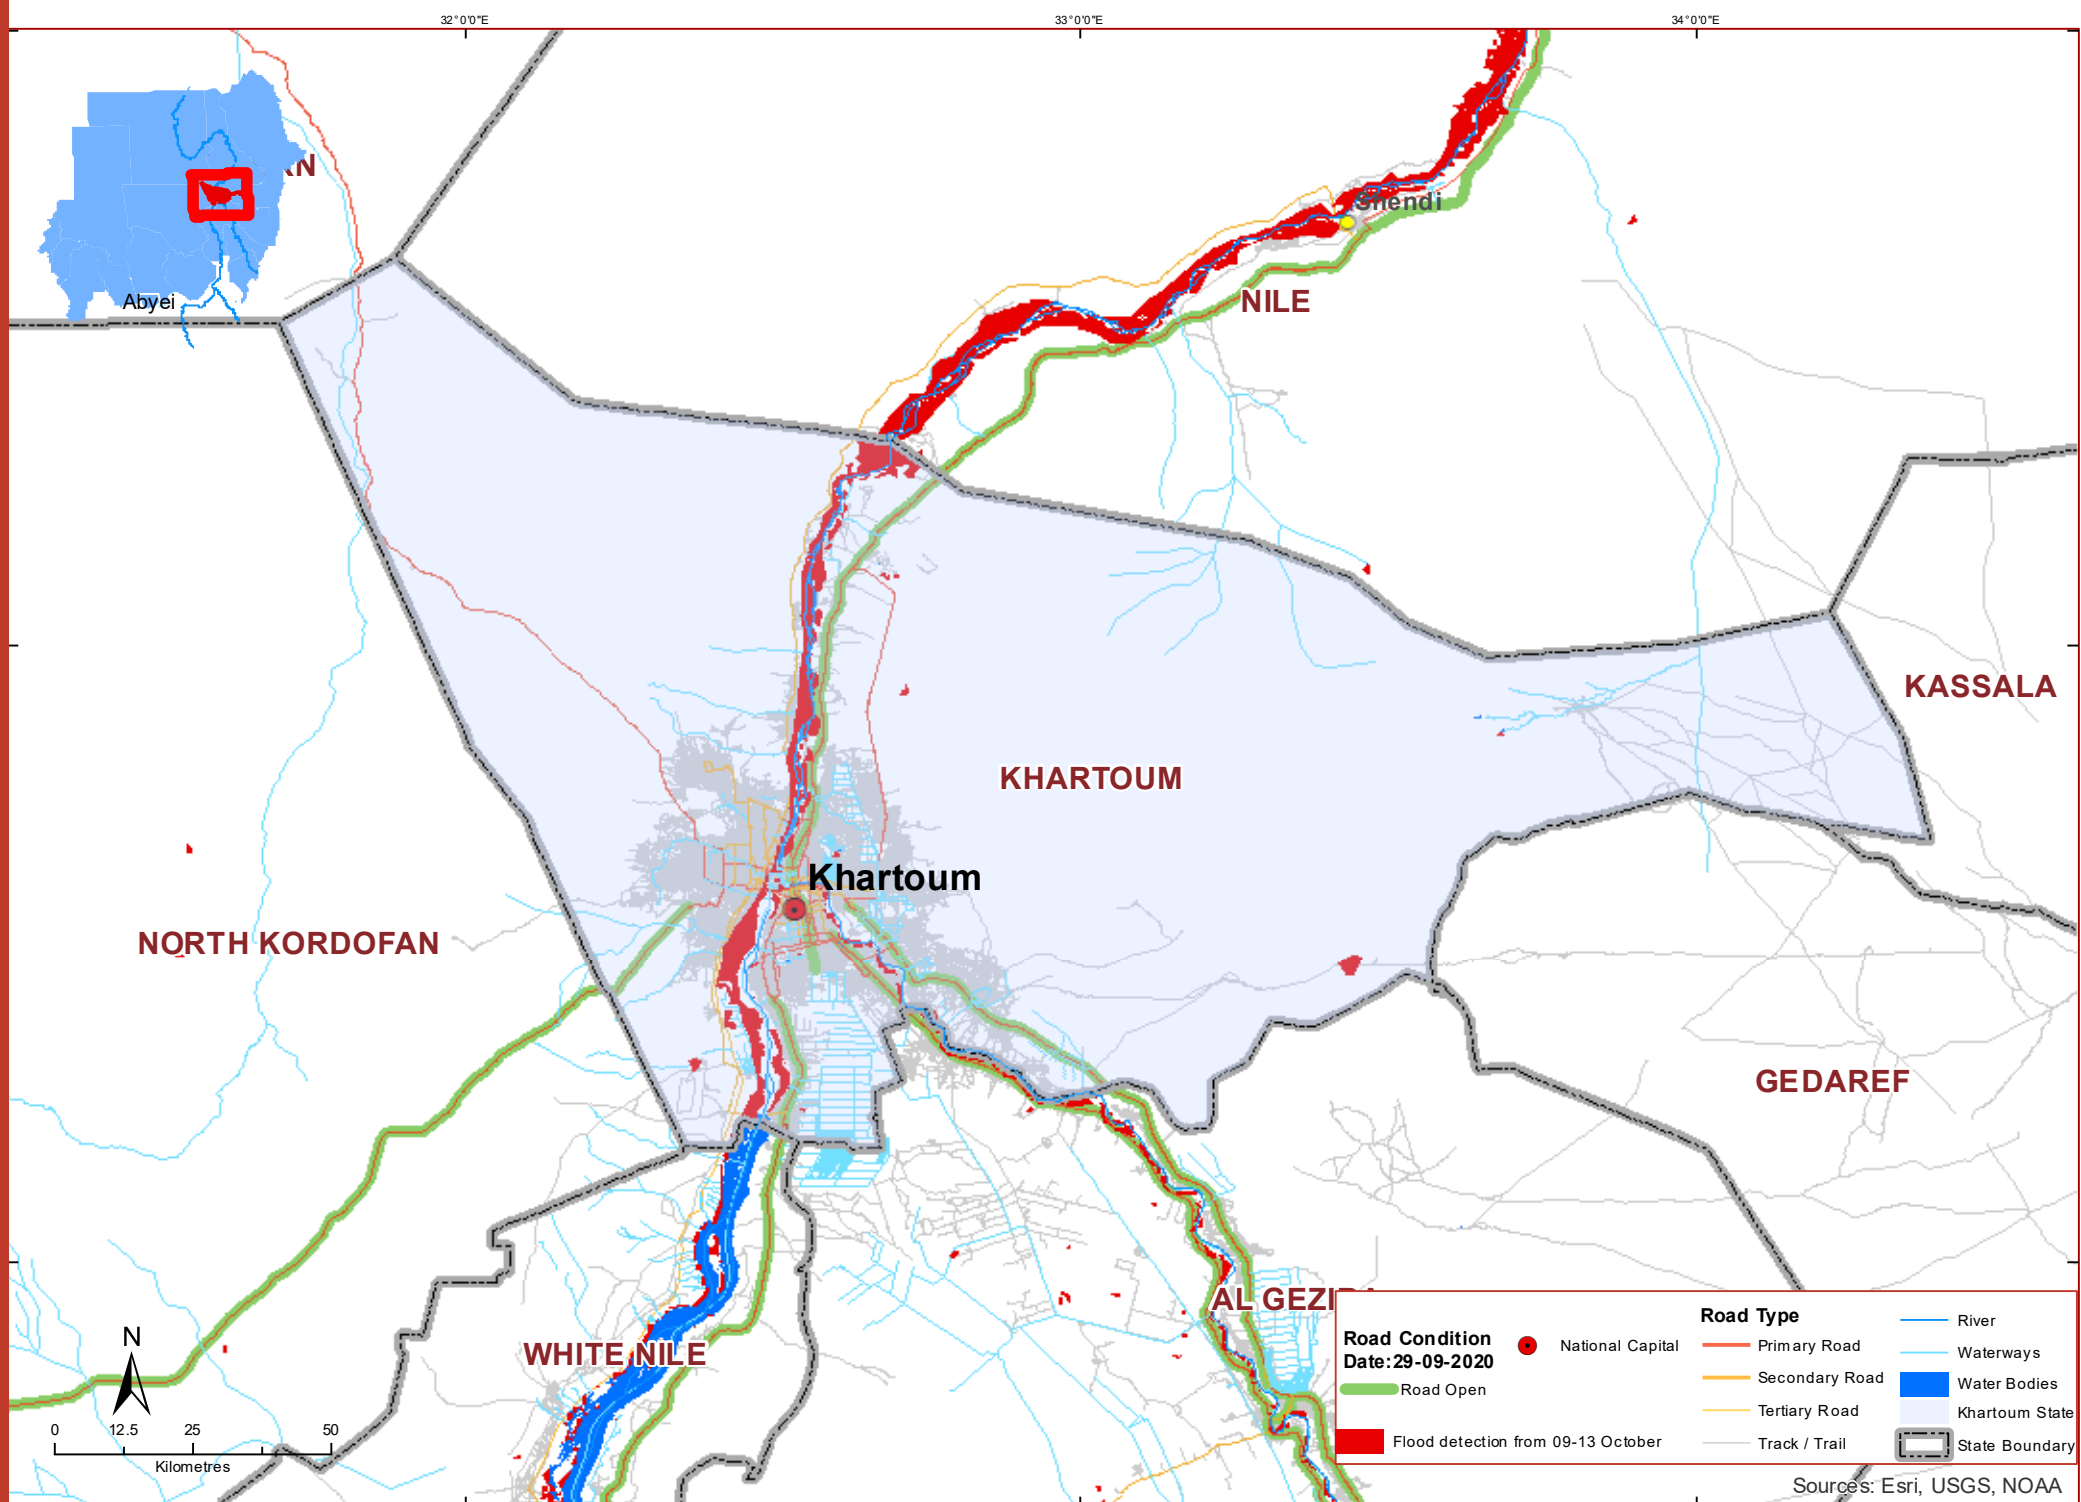 32°0'0"E
33°0'0"E
34°0'0"E
Abyei
Shendi
NILE
KASSALA
KHARTOUM
Khartoum
NORTH KORDOFAN
GEDAREF
AL GEZI
WHITE NILE
N
0 12.5 25 50
Kilometres
Road Condition
Date:29-09-2020
Road Open
National Capital
Flood detection from 09-13 October
Road Type
Primary Road
Secondary Road
Tertiary Road
Track / Trail
River
Waterways
Water Bodies
Khartoum State
State Boundary
Sources: Esri, USGS, NOAA